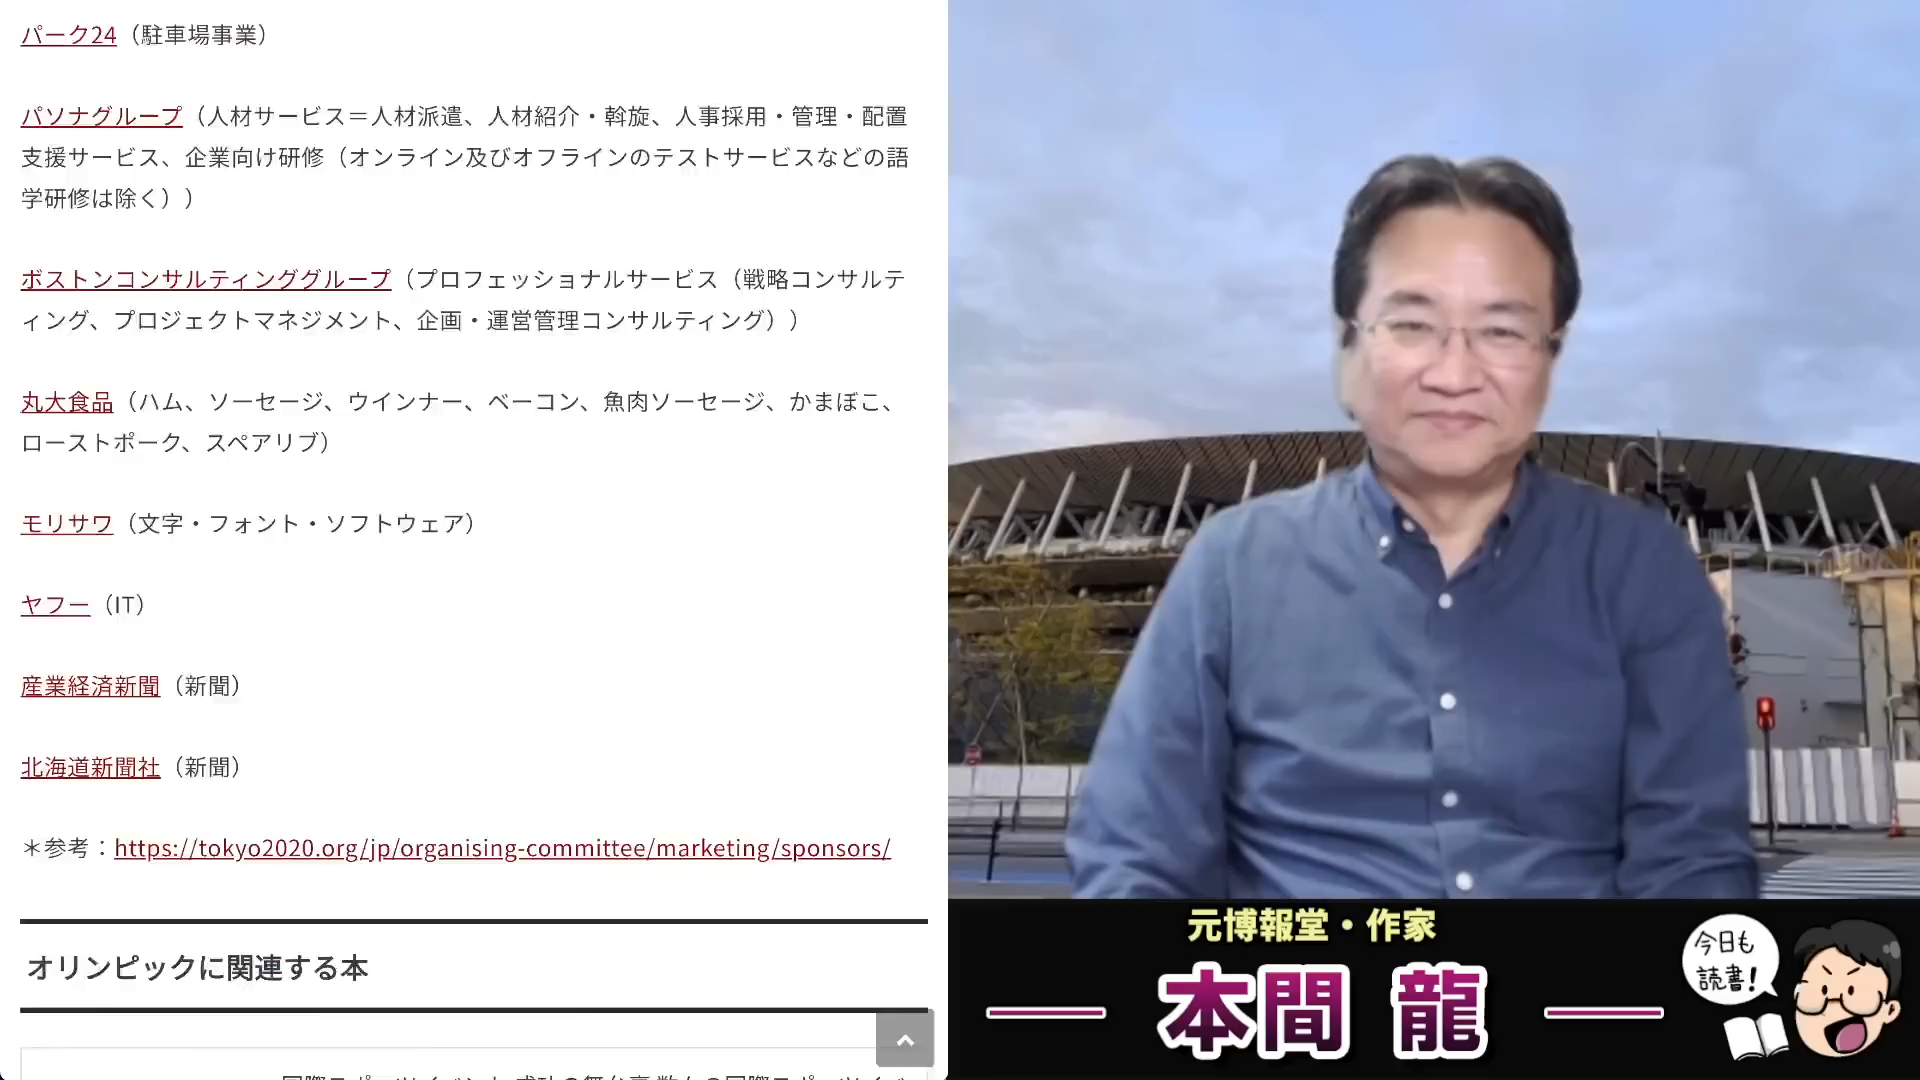 パーク24（駐車場事業）
パソナグループ（人材サービス＝人材派遣、人材紹介・斡旋、人事採用・管理・配置
支援サービス、企業向け研修（オンライン及びオフラインのテストサービスなどの語
学研修は除く））
ボストンコンサルティンググループ（プロフェッショナルサービス（戦略コンサルテ
ィング、プロジェクトマネジメント、企画・運営管理コンサルティング））
丸大食品（ハム、ソーセージ、ウインナー、ベーコン、魚肉ソーセージ、かまぼこ、
ローストポーク、スペアリブ）
モリサワ（文字・フォント・ソフトウェア）
ヤフー（IT）
産業経済新聞（新聞）
北海道新聞社（新聞）
＊参考：https://tokyo2020.org/jp/organising-committee/marketing/sponsors/
オリンピックに関連する本
元博報堂・作家
本間 龍
今日も
読書!